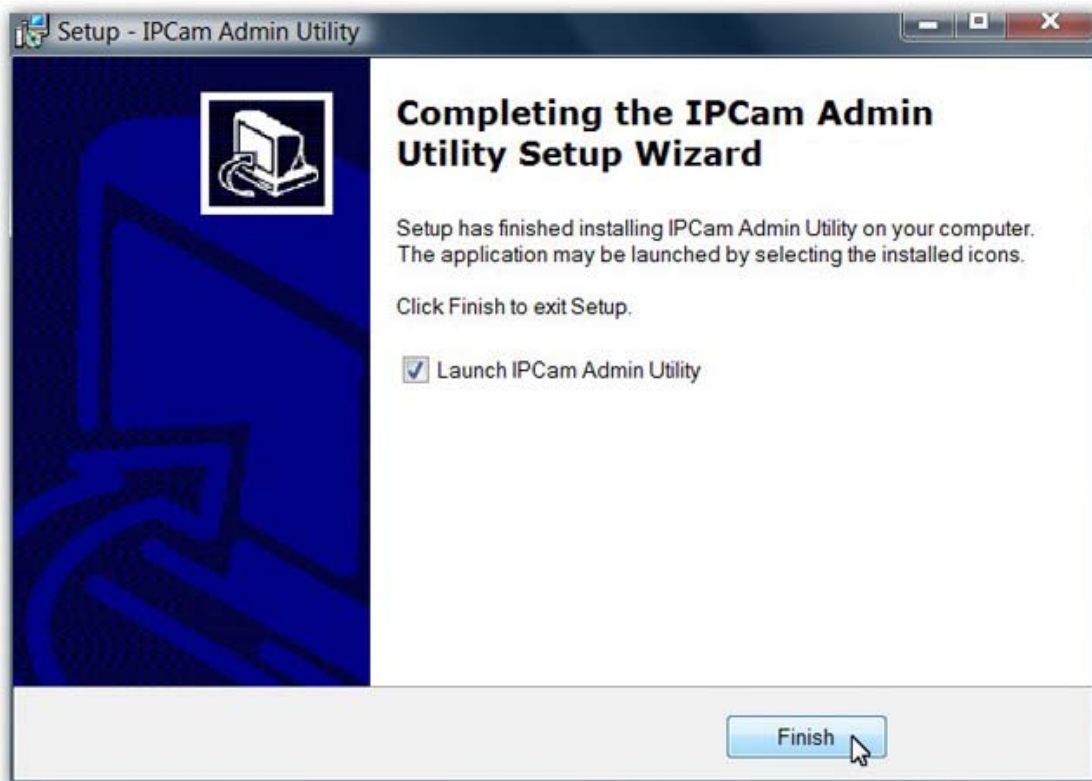 Setup - IPCam Admin Utility
Completing the IPCam Admin
Utility Setup Wizard
Setup has finished installing IPCam Admin Utility on your computer.
The application may be launched by selecting the installed icons.
Click Finish to exit Setup.
Launch IPCam Admin Utility
Finish